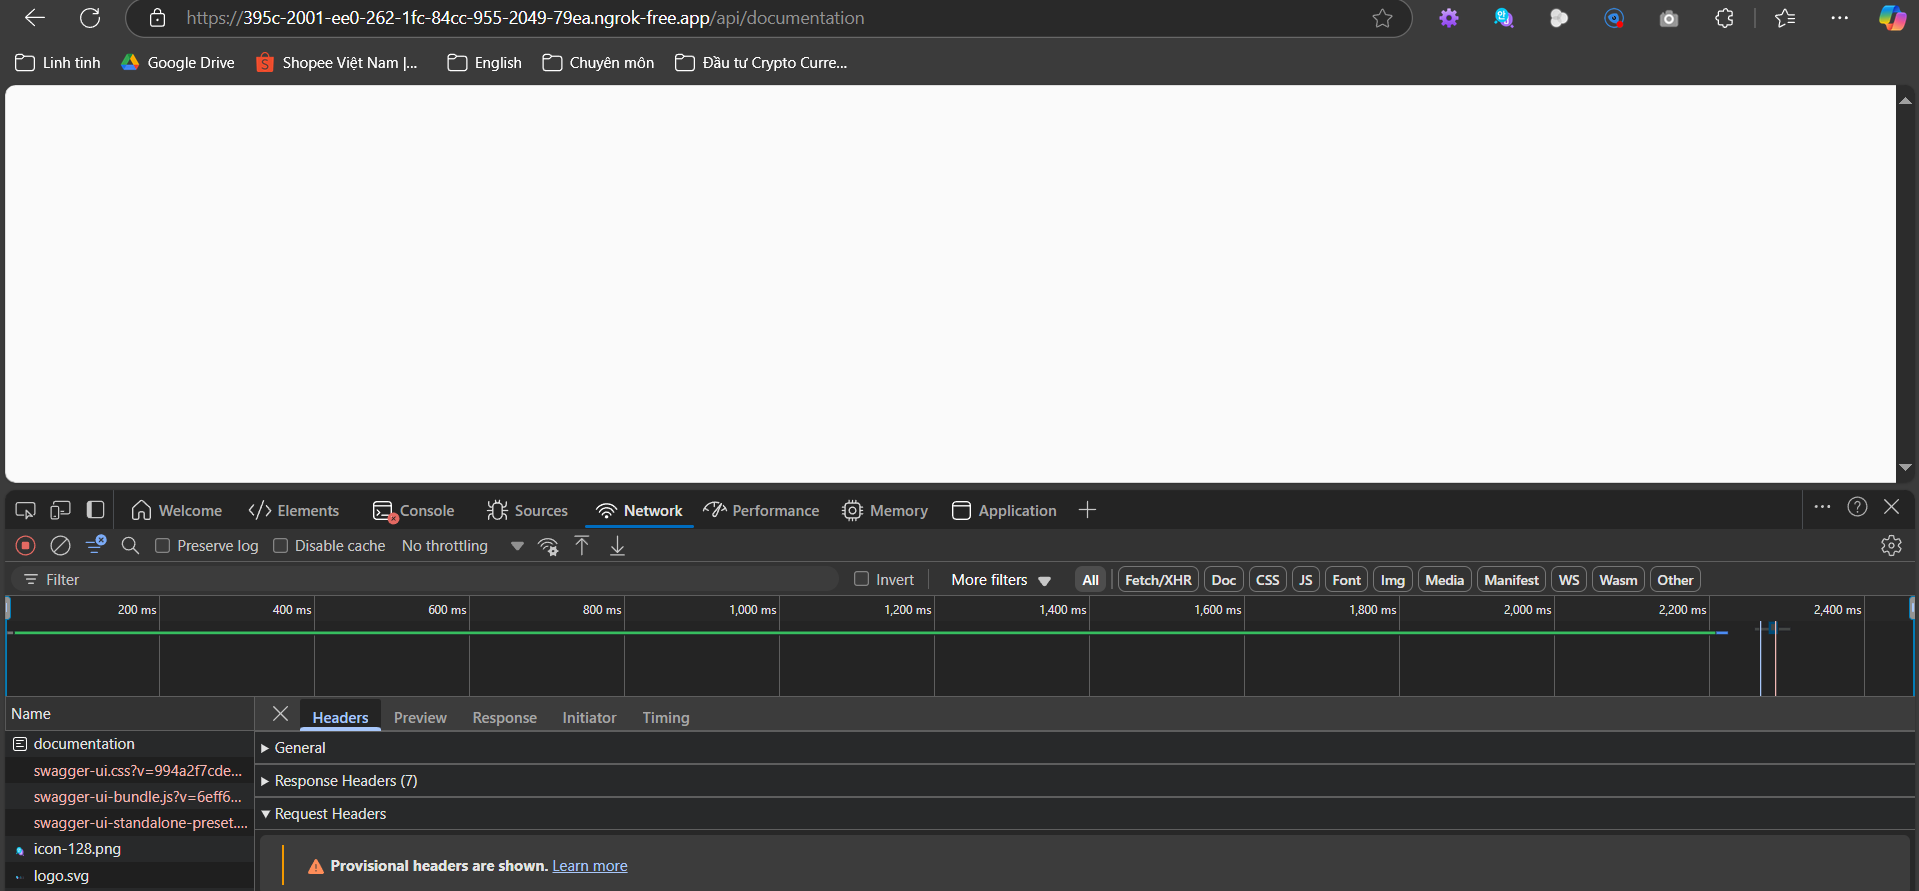 https://395c-2001-ee0-262-1fc-84cc-955-2049-79ea.ngrok-free.app/api/documentation
Linh tinh Google Drive Shopee Việt Nam |... English Chuyên môn Đầu tư Crypto Curre...
Welcome Elements Console Sources Network Performance Memory Application
Preserve log Disable cache No throttling
Filter Invert More filters All Fetch/XHR Doc CSS JS Font Img Media Manifest WS Wasm Other
200 ms 400 ms 600 ms 800 ms 1,000 ms 1,200 ms 1,400 ms 1,600 ms 1,800 ms 2,000 ms 2,200 ms 2,400 ms
Name Headers Preview Response Initiator Timing
documentation General
swagger-ui.css?v=994a2f7cde... Response Headers (7)
swagger-ui-bundle.js?v=6eff6... Request Headers
swagger-ui-standalone-preset....
icon-128.png Provisional headers are shown. Learn more
logo.svg